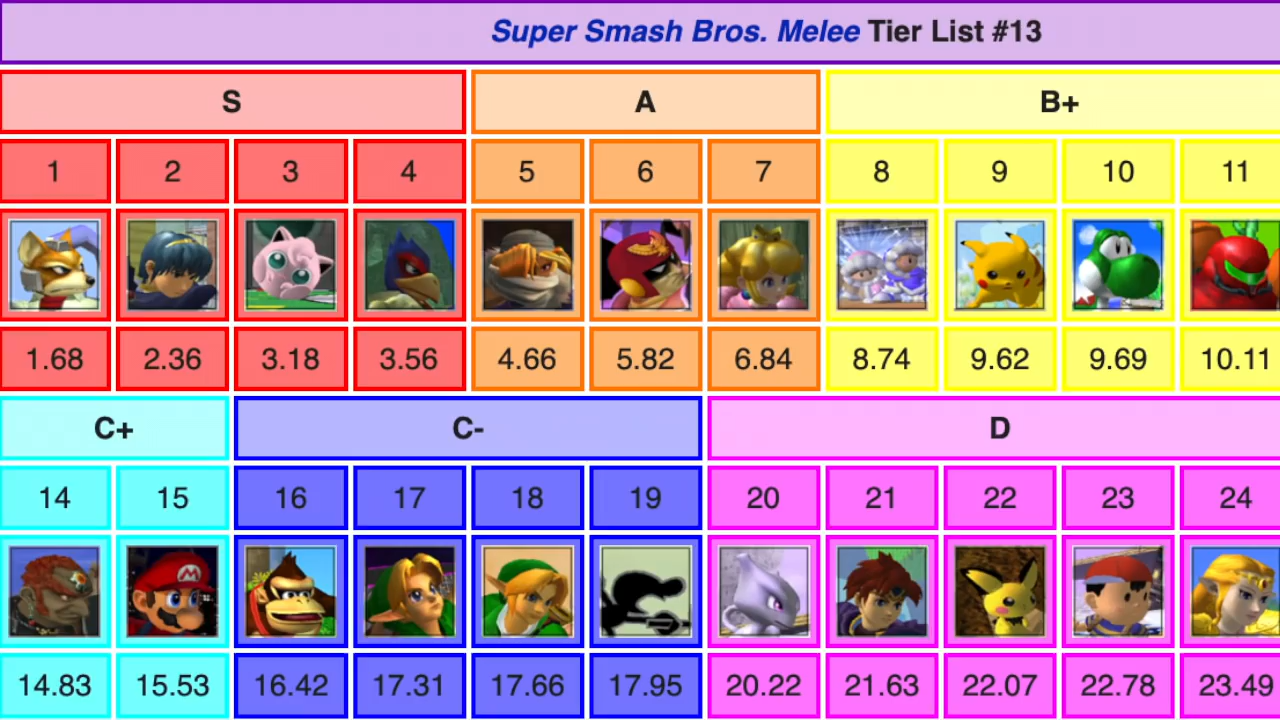 Super Smash Bros. Melee Tier List #13
S A B+
1 2 3 4 5 6 7 8 9 10 11
M
1.68 2.36 3.18 3.56 4.66 5.82 6.84 8.74 9.62 9.69 10.11
C+ C- D
14 15 16 17 18 19 20 21 22 23 24
14.83 15.53 16.42 17.31 17.66 17.95 20.22 21.63 22.07 22.78 23.49